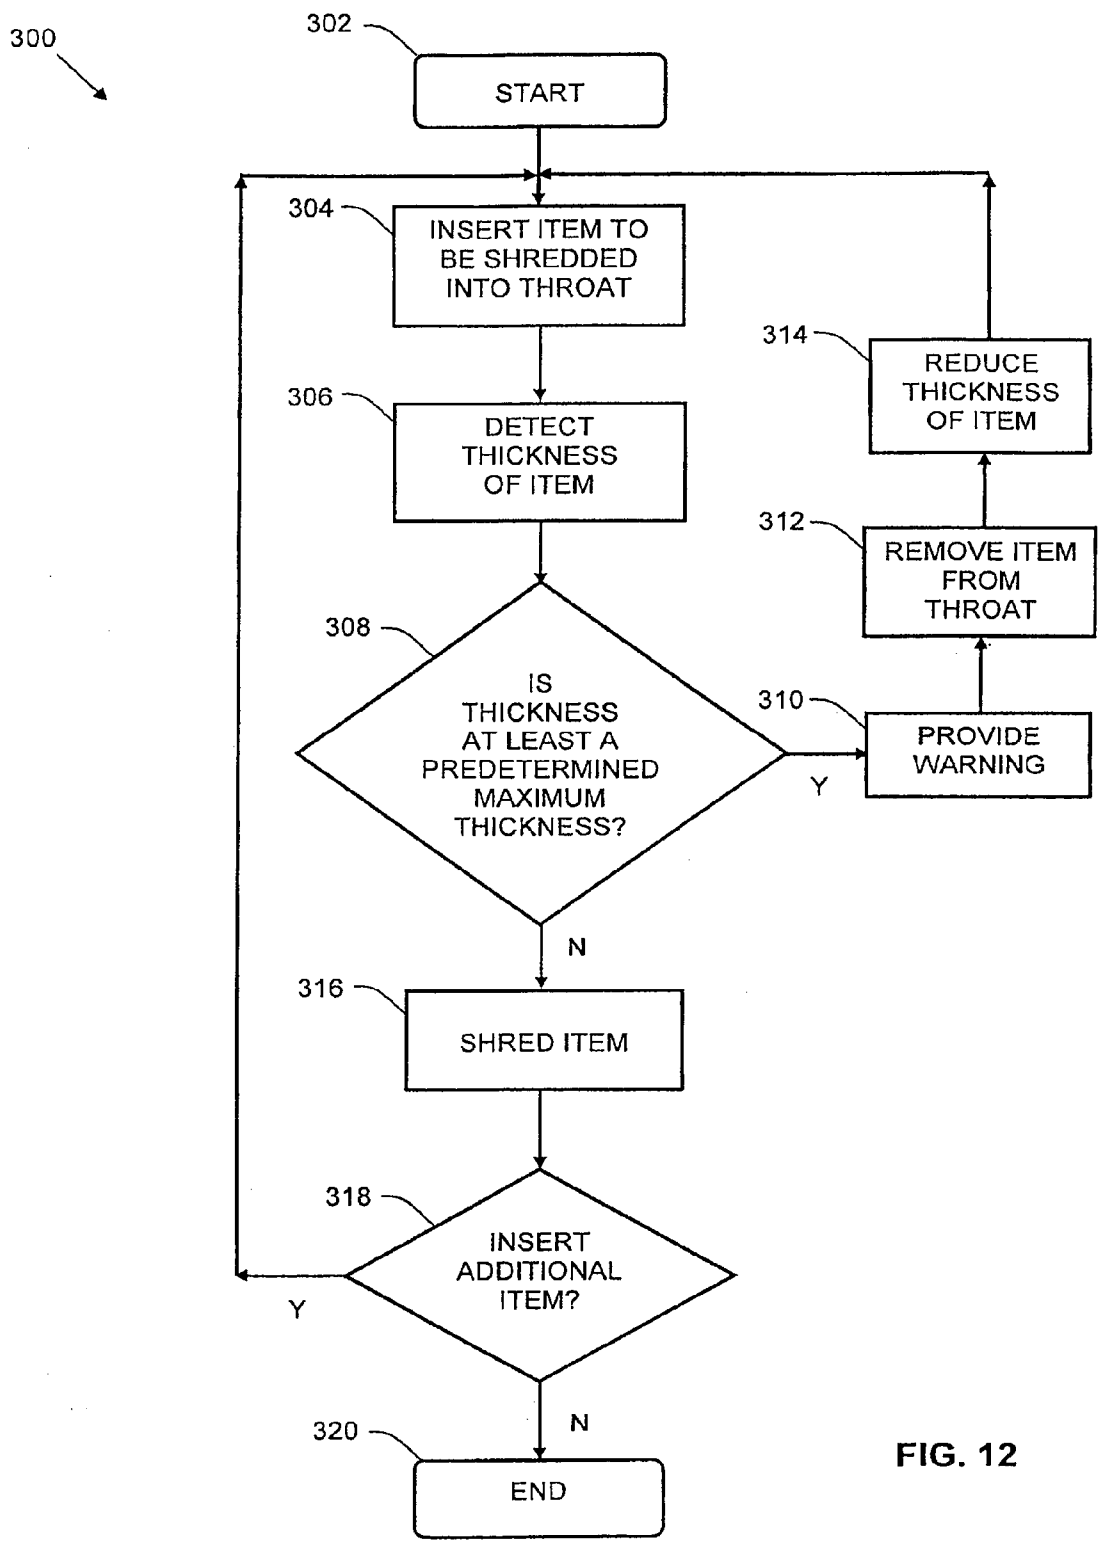 300
302
START
304
INSERT ITEM TO
BE SHREDDED
INTO THROAT
306
DETECT
THICKNESS
OF ITEM
314
REDUCE
THICKNESS
OF ITEM
312
REMOVE ITEM
FROM
THROAT
308
IS
THICKNESS
AT LEAST A
PREDETERMINED
MAXIMUM
THICKNESS?
310
PROVIDE
WARNING
Y
N
316
SHRED ITEM
318
INSERT
ADDITIONAL
ITEM?
Y
N
320
END
FIG. 12